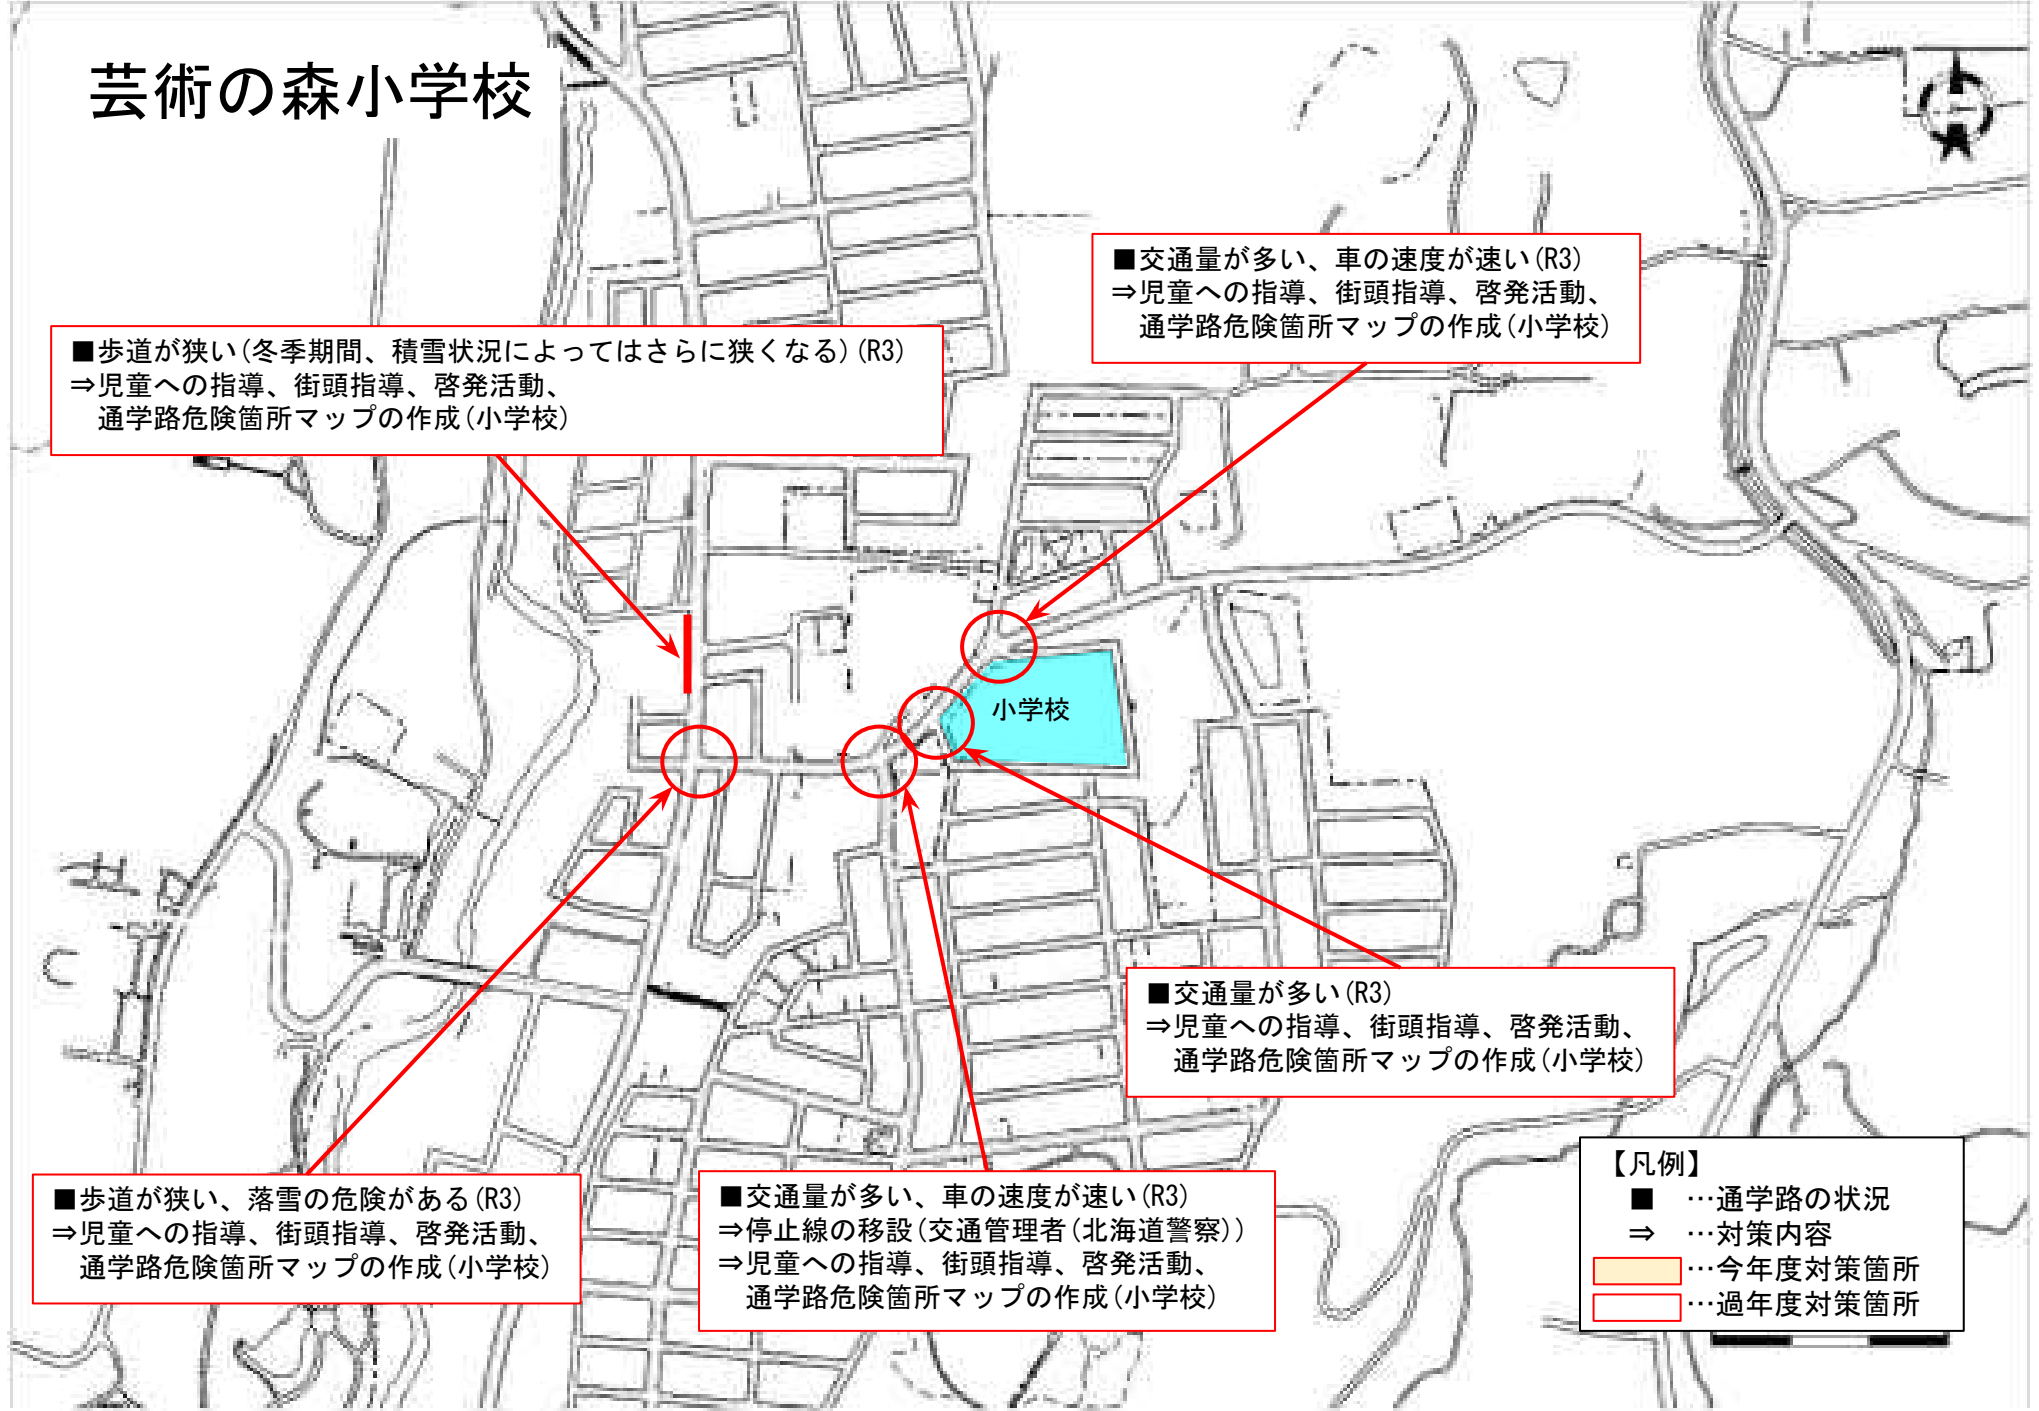 芸術の森小学校
■交通量が多い、車の速度が速い(R3)
⇒児童への指導、街頭指導、啓発活動、
通学路危険箇所マップの作成(小学校)
■歩道が狭い(冬季期間、積雪状況によってはさらに狭くなる)(R3)
⇒児童への指導、街頭指導、啓発活動、
通学路危険箇所マップの作成(小学校)
小学校
■交通量が多い(R3)
⇒児童への指導、街頭指導、啓発活動、
通学路危険箇所マップの作成(小学校)
■歩道が狭い、落雪の危険がある(R3)
⇒児童への指導、街頭指導、啓発活動、
通学路危険箇所マップの作成(小学校)
■交通量が多い、車の速度が速い(R3)
⇒停止線の移設(交通管理者(北海道警察))
⇒児童への指導、街頭指導、啓発活動、
通学路危険箇所マップの作成(小学校)
【凡例】
■ …通学路の状況
⇒ …対策内容
…今年度対策箇所
…過年度対策箇所